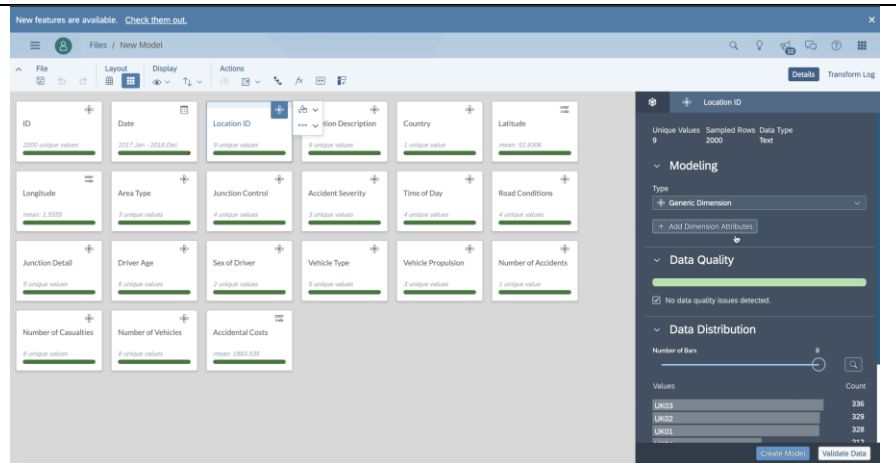 New features are available. Check them out.
Files / New Model
20
File Layout Display Actions
fx
Details Transform Log
ID
2000 unique values
Date
2017.Jan - 2018.Dec
Location ID
9 unique values
tion Description
9 unique values
Country
1 unique value
Latitude
mean: 52.9306
Longitude
mean: 1.5555
Area Type
3 unique values
Junction Control
4 unique values
Accident Severity
3 unique values
Time of Day
4 unique values
Road Conditions
4 unique values
Junction Detail
5 unique values
Driver Age
6 unique values
Sex of Driver
2 unique values
Vehicle Type
5 unique values
Vehicle Propulsion
3 unique values
Number of Accidents
1 unique value
Number of Casualties
6 unique values
Number of Vehicles
6 unique values
Accidental Costs
mean: 1883.535
Location ID
Unique Values Sampled Rows Data Type
9 2000 Text
Modeling
Type
Generic Dimension
+ Add Dimension Attributes
Data Quality
No data quality issues detected.
Data Distribution
Number of Bars 8
Values Count
UK03 336
UK02 329
UK01 328
Create Model Validate Data